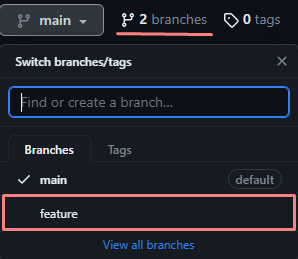 main 2 branches 0 tags
Switch branches/tags
Find or create a branch...
Branches Tags
main default
feature
View all branches